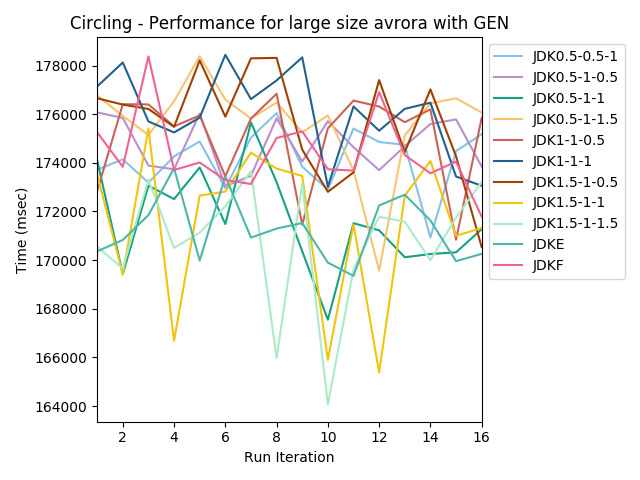 Circling - Performance for large size avrora with GEN
Time (msec)
178000
176000
174000
172000
170000
168000
166000
164000
2 4 6 8 10 12 14 16
Run Iteration
JDK0.5-0.5-1
JDK0.5-1-0.5
JDK0.5-1-1
JDK0.5-1-1.5
JDK1-1-0.5
JDK1-1-1
JDK1.5-1-0.5
JDK1.5-1-1
JDK1.5-1-1.5
JDKE
JDKF